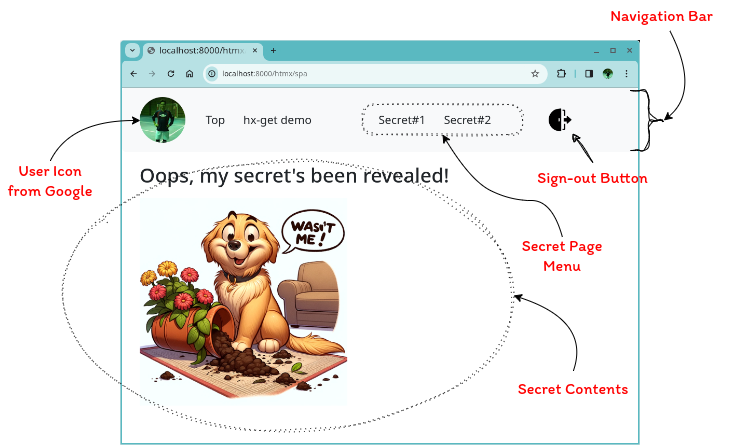 Navigation Bar
localhost:8000/htmx
localhost:8000/htmx/spa
Top hx-get demo Secret#1 Secret#2
User Icon
from Google
Sign-out Button
Oops, my secret's been revealed!
WASN'T
ME!
Secret Page
Menu
Secret Contents